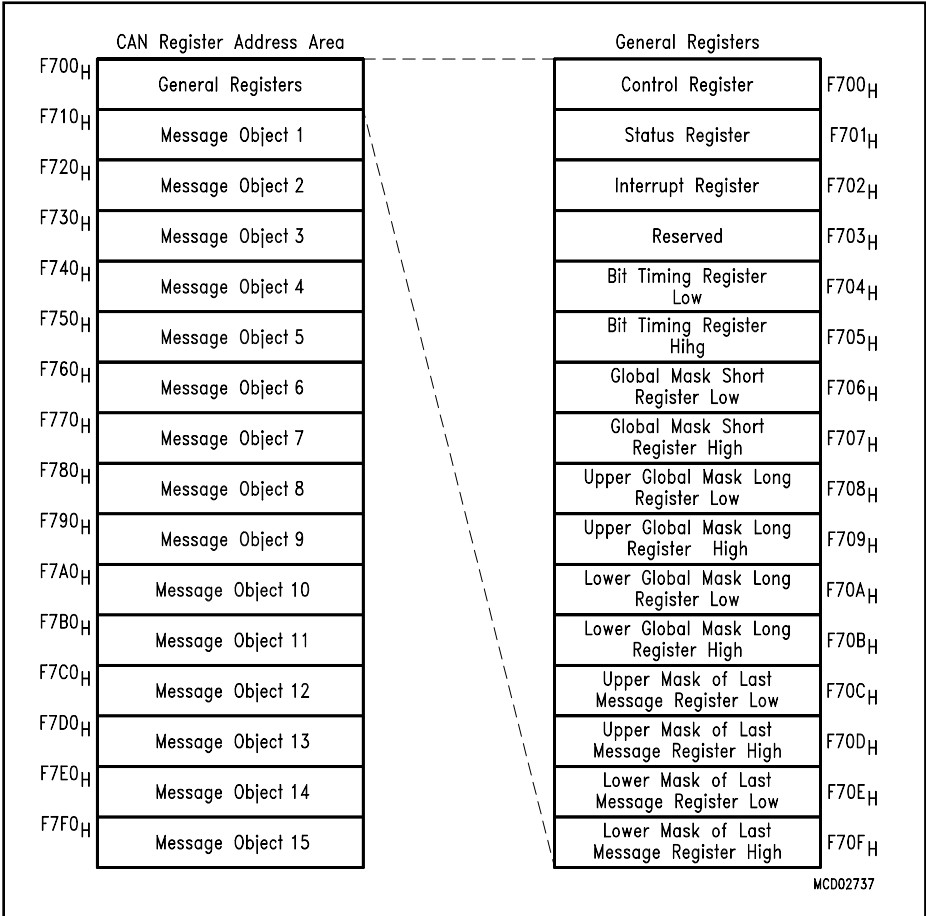 CAN Register Address Area
F700H
General Registers
F710H
Message Object 1
F720H
Message Object 2
F730H
Message Object 3
F740H
Message Object 4
F750H
Message Object 5
F760H
Message Object 6
F770H
Message Object 7
F780H
Message Object 8
F790H
Message Object 9
F7A0H
Message Object 10
F7B0H
Message Object 11
F7C0H
Message Object 12
F7D0H
Message Object 13
F7E0H
Message Object 14
F7F0H
Message Object 15
General Registers
Control Register
F700H
Status Register
F701H
Interrupt Register
F702H
Reserved
F703H
Bit Timing Register
Low
F704H
Bit Timing Register
Hihg
F705H
Global Mask Short
Register Low
F706H
Global Mask Short
Register High
F707H
Upper Global Mask Long
Register Low
F708H
Upper Global Mask Long
Register High
F709H
Lower Global Mask Long
Register Low
F70AH
Lower Global Mask Long
Register High
F70BH
Upper Mask of Last
Message Register Low
F70CH
Upper Mask of Last
Message Register High
F70DH
Lower Mask of Last
Message Register Low
F70EH
Lower Mask of Last
Message Register High
F70FH
MCD02737